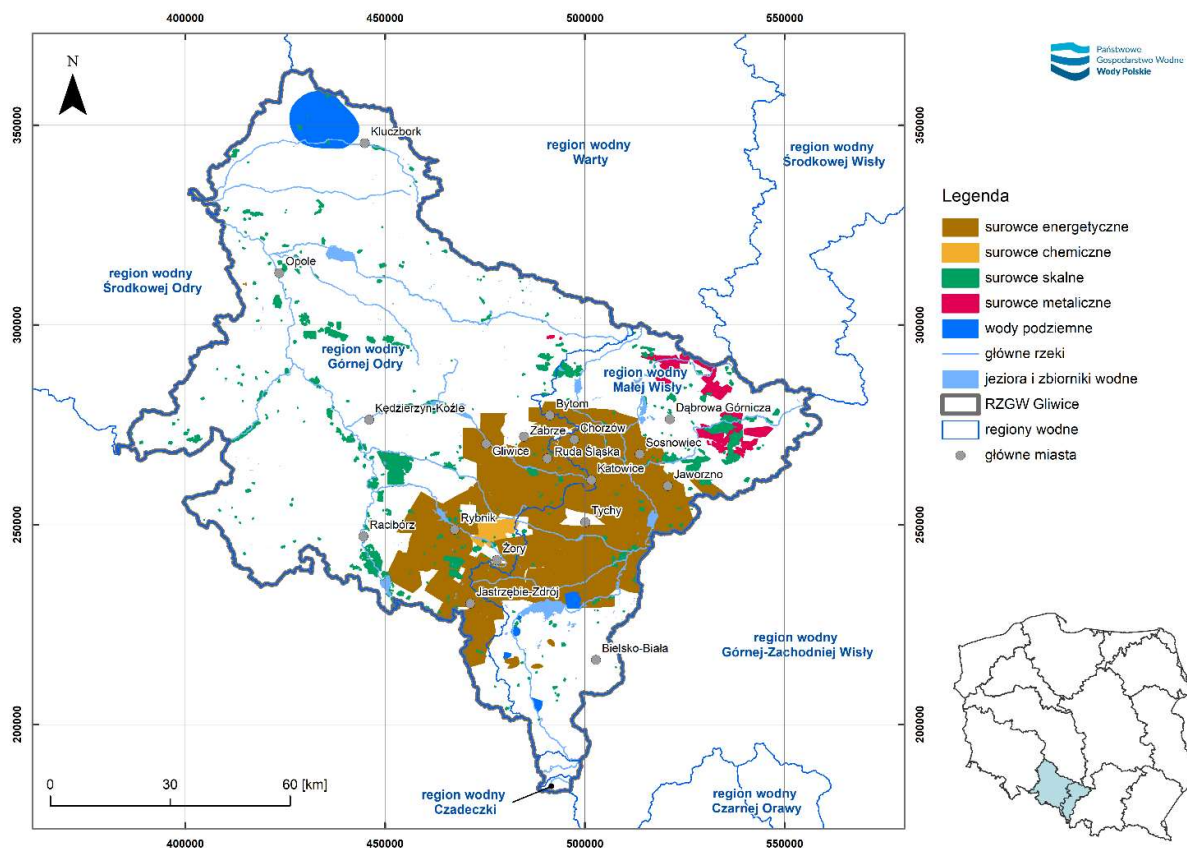 400000
450000
500000
550000
350000
300000
250000
200000
350000
300000
250000
200000
400000
450000
500000
550000
N
Państwowe
Gospodarstwo Wodne
Wody Polskie
Kluczbork
region wodny
Warty
region wodny
Środkowej Wisły
Opole
region wodny
Środkowej Odry
region wodny
Górnej Odry
region wodny
Małej Wisły
Kędzierzyn-Koźle
Bytom
Dąbrowa Górnicza
Zabrze
Chorzów
Gliwice
Ruda Śląska
Sosnowiec
Katowice
Jaworzno
Racibórz
Rybnik
Tychy
Żory
Jastrzębie-Zdrój
Bielsko-Biała
region wodny
Górnej-Zachodniej Wisły
region wodny
Czadeczki
region wodny
Czarnej Orawy
0
30
60 [km]
Legenda
surowce energetyczne
surowce chemiczne
surowce skalne
surowce metaliczne
wody podziemne
główne rzeki
jeziora i zbiorniki wodne
RZGW Gliwice
regiony wodne
główne miasta